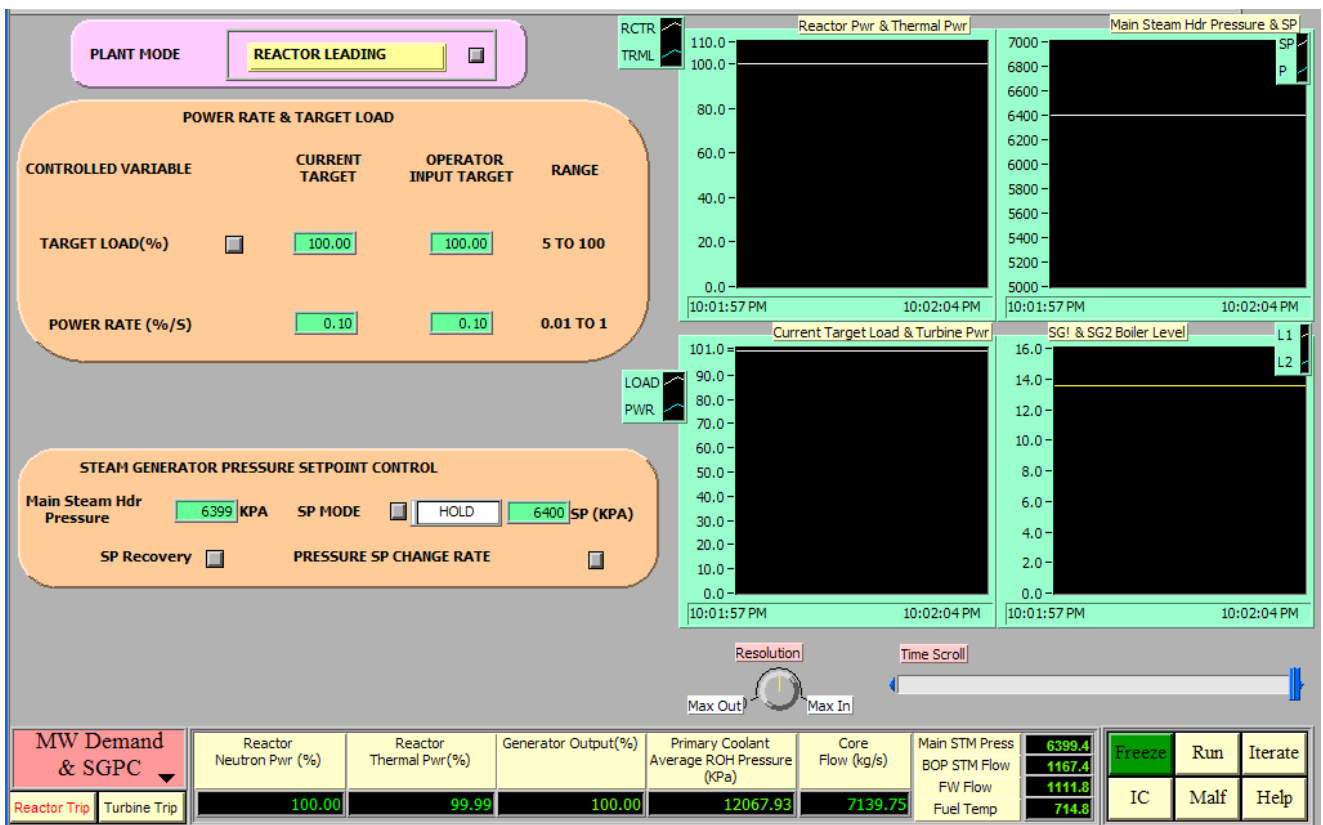 PLANT MODE
REACTOR LEADING
POWER RATE & TARGET LOAD
CONTROLLED VARIABLE
CURRENT
TARGET
OPERATOR
INPUT TARGET
RANGE
TARGET LOAD(%)
100.00
100.00
5 TO 100
POWER RATE (%/S)
0.10
0.10
0.01 TO 1
STEAM GENERATOR PRESSURE SETPOINT CONTROL
Main Steam Hdr
Pressure
6399 KPA
SP MODE
HOLD
6400 SP (KPA)
SP Recovery
PRESSURE SP CHANGE RATE
RCTR
TRML
Reactor Pwr & Thermal Pwr
110.0
100.0
80.0
60.0
40.0
20.0
0.0
10:01:57 PM
10:02:04 PM
Main Steam Hdr Pressure & SP
SP
P
7000
6800
6600
6400
6200
6000
5800
5600
5400
5200
5000
10:01:57 PM
10:02:04 PM
Current Target Load & Turbine Pwr
LOAD
PWR
101.0
90.0
80.0
70.0
60.0
50.0
40.0
30.0
20.0
10.0
0.0
10:01:57 PM
10:02:04 PM
SG! & SG2 Boiler Level
L1
L2
16.0
14.0
12.0
10.0
8.0
6.0
4.0
2.0
0.0
10:01:57 PM
10:02:04 PM
Resolution
Max Out
Max In
Time Scroll
MW Demand
& SGPC
Reactor Trip
Turbine Trip
Reactor
Neutron Pwr (%)
100.00
Reactor
Thermal Pwr(%)
99.99
Generator Output(%)
100.00
Primary Coolant
Average ROH Pressure
(KPa)
12067.93
Core
Flow (kg/s)
7139.75
Main STM Press 6399.4
BOP STM Flow 1167.4
FW Flow 1111.8
Fuel Temp 714.8
Freeze
Run
Iterate
IC
Malf
Help